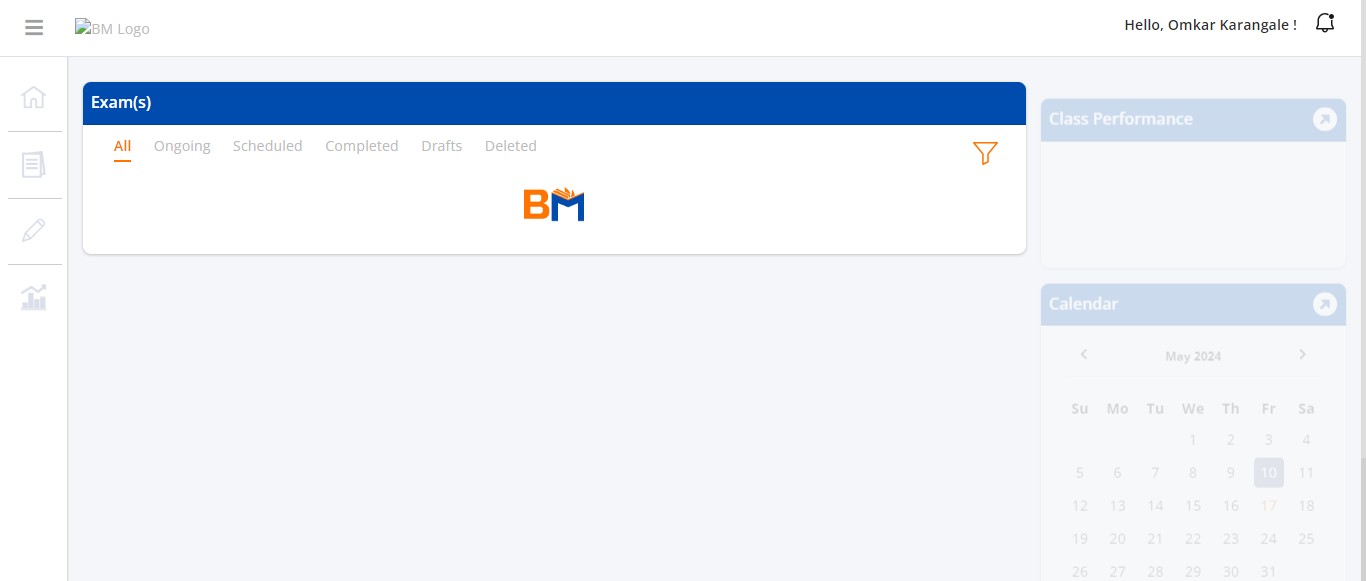 BM Logo
Hello, Omkar Karangale !
Exam(s)
All Ongoing Scheduled Completed Drafts Deleted
BM
Class Performance
Calendar
May 2024
Su Mo Tu We Th Fr Sa
1 2 3 4
5 6 7 8 9 10 11
12 13 14 15 16 17 18
19 20 21 22 23 24 25
26 27 28 29 30 31